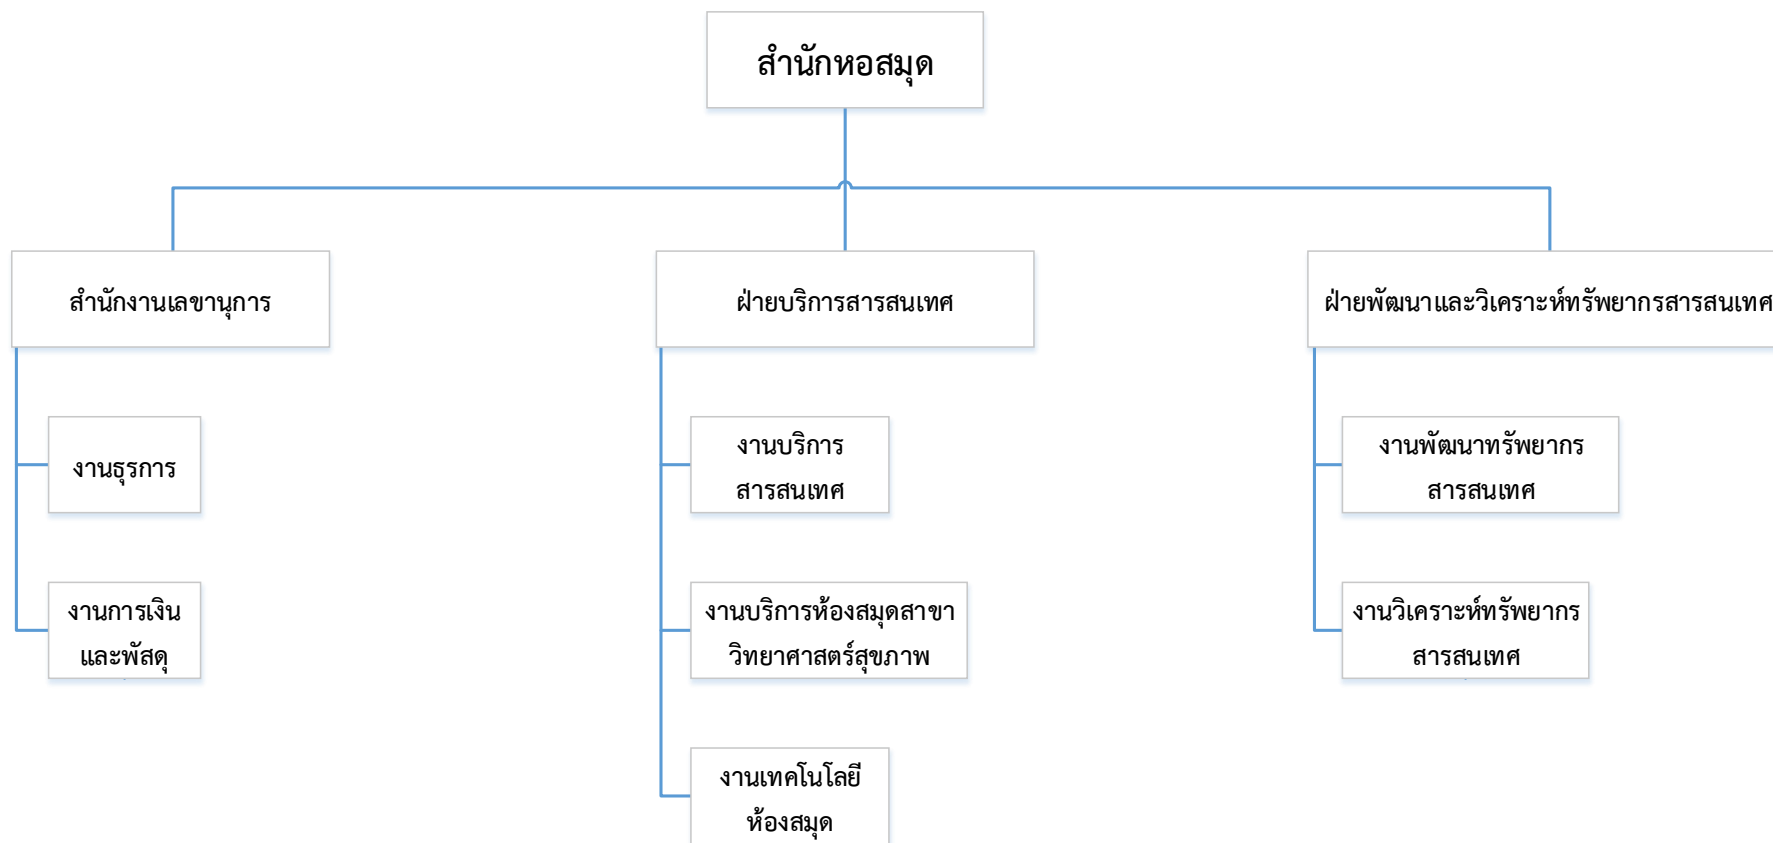 สำนักหอสมุด
สำนักงานเลขานุการ
ฝ่ายบริการสารสนเทศ
ฝ่ายพัฒนาและวิเคราะห์ทรัพยากรสารสนเทศ
งานธุรการ
งานการเงิน
และพัสดุ
งานบริการ
สารสนเทศ
งานบริการห้องสมุดสาขา
วิทยาศาสตร์สุขภาพ
งานเทคโนโลยี
ห้องสมุด
งานพัฒนาทรัพยากร
สารสนเทศ
งานวิเคราะห์ทรัพยากร
สารสนเทศ